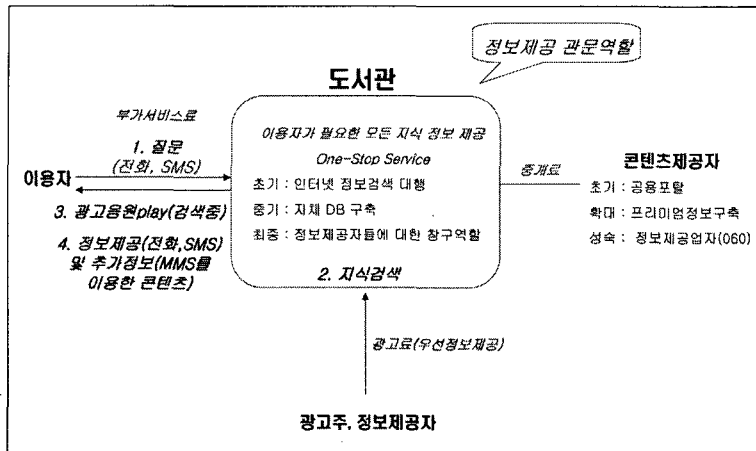 정보제공 관문역할
도서관
부가서비스료
1. 질문
(전화, SMS)
이용자
3. 광고음원play(검색중)
4. 정보제공(전화,SMS)
및 추가정보(MMS를
이용한 콘텐츠)
이용자가 필요한 모든 지식 정보 제공
One-Stop Service
초기 : 인터넷 정보검색 대행
중기 : 자체 DB 구축
최종 : 정보제공자들에 대한 창구역할
2. 지식검색
중개료
콘텐츠제공자
초기 : 공용포탈
확대 : 프리미엄정보구축
성숙 : 정보제공업자(060)
광고료(우선정보제공)
광고주, 정보제공자